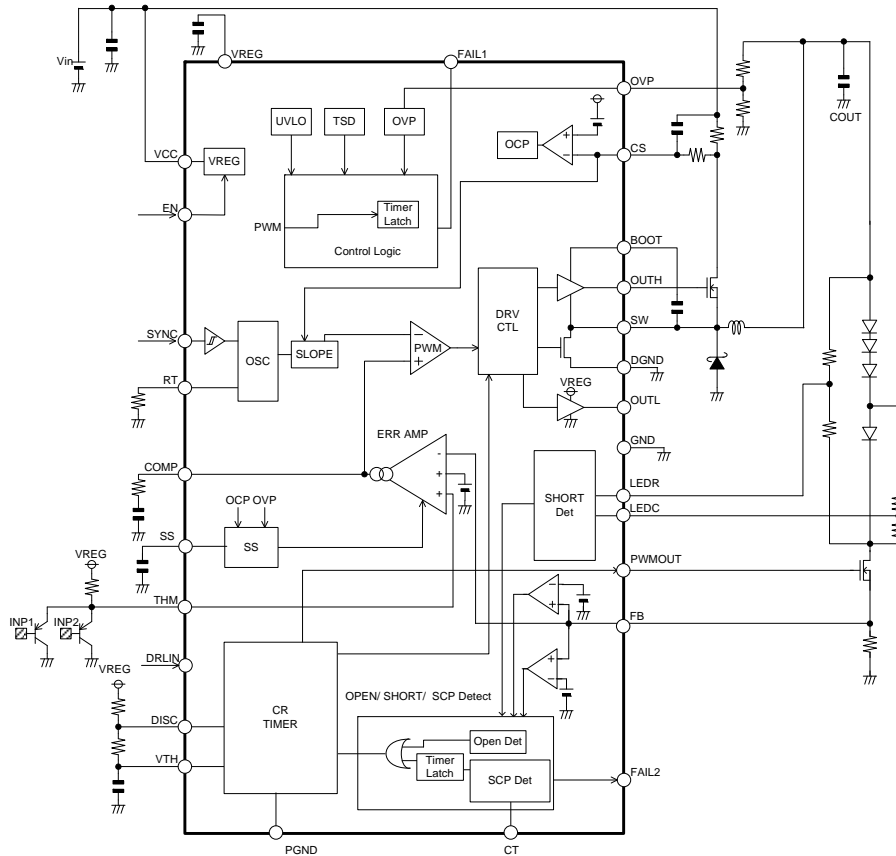 VREG
FAIL1
Vin
OVP
UVLO
TSD
OVP
COUT
OCP
+
−
CS
VCC
VREG
EN
PWM
Timer
Latch
Control Logic
BOOT
OUTH
DRV
CTL
SW
SYNC
OSC
SLOPE
−
PWM
+
DGND
RT
VREG
OUTL
ERR AMP
GND
COMP
-
+
+
SHORT
Det
LEDR
LEDC
OCP OVP
SS
SS
VREG
PWMOUT
THM
−
+
FB
INP1
INP2
DRLIN
+
−
VREG
OPEN/ SHORT/ SCP Detect
CR
TIMER
DISC
Open Det
Timer
Latch
SCP Det
VTH
FAIL2
PGND
CT